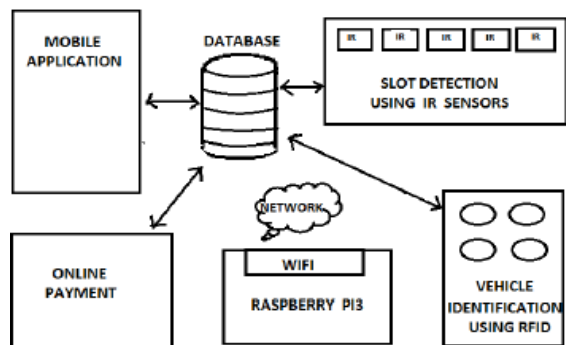 MOBILE
APPLICATION
DATABASE
IR IR IR IR IR
SLOT DETECTION
USING IR SENSORS
NETWORK
ONLINE
PAYMENT
WIFI
RASPBERRY PI3
VEHICLE
IDENTIFICATION
USING RFID